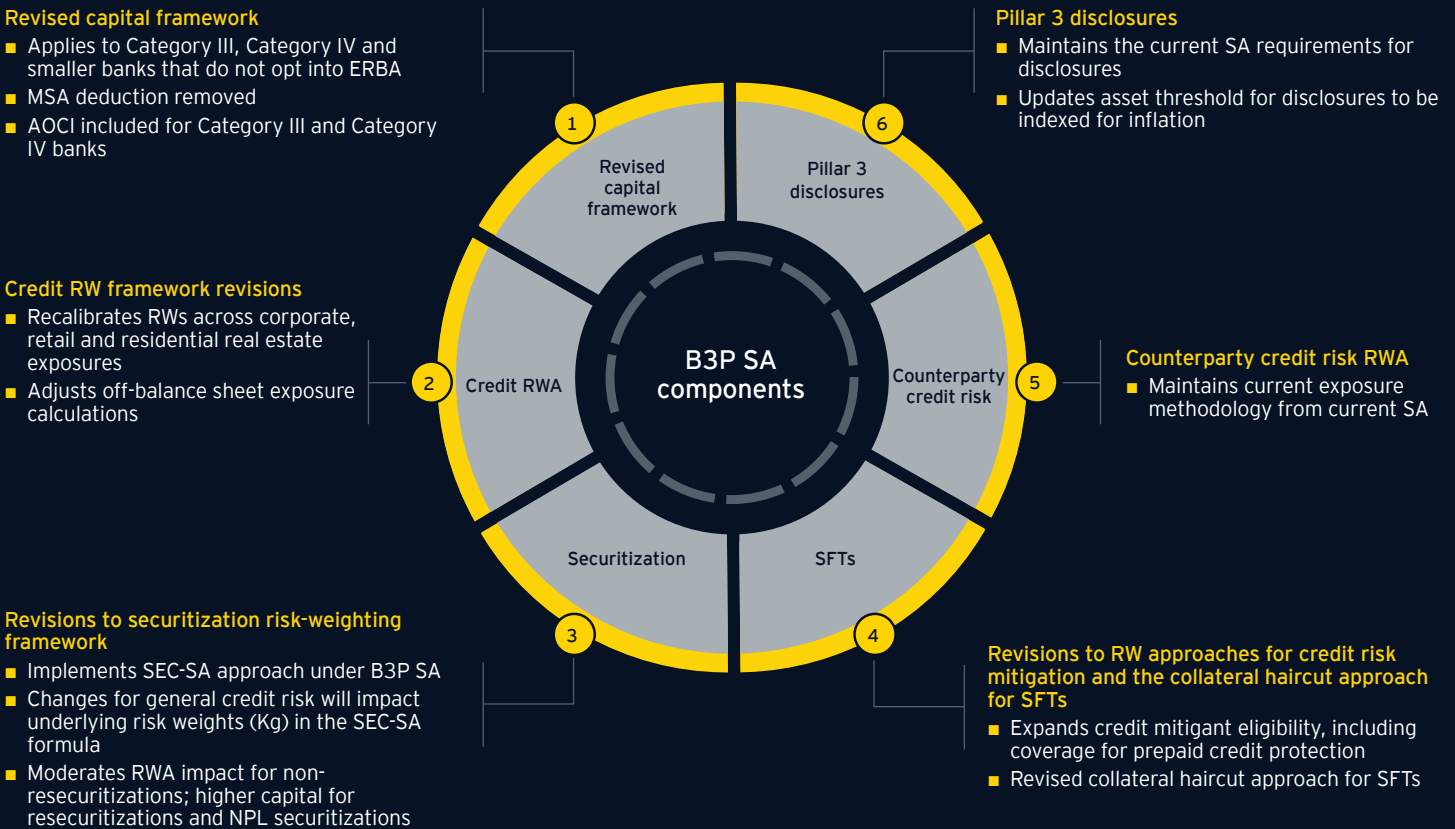 Revised capital framework
■ Applies to Category III, Category IV and
smaller banks that do not opt into ERBA
■ MSA deduction removed
■ AOCI included for Category III and Category
IV banks
Credit RW framework revisions
■ Recalibrates RWs across corporate,
retail and residential real estate
exposures
■ Adjusts off-balance sheet exposure
calculations
Revisions to securitization risk-weighting
framework
■ Implements SEC-SA approach under B3P SA
■ Changes for general credit risk will impact
underlying risk weights (Kg) in the SEC-SA
formula
■ Moderates RWA impact for non-
resecuritizations; higher capital for
resecuritizations and NPL securitizations
1
Revised
capital
framework
2
Credit RWA
3
Securitization
B3P SA
components
4
SFTs
5
Counterparty
credit risk
6
Pillar 3
disclosures
Pillar 3 disclosures
■ Maintains the current SA requirements for
disclosures
■ Updates asset threshold for disclosures to be
indexed for inflation
Counterparty credit risk RWA
■ Maintains current exposure
methodology from current SA
Revisions to RW approaches for credit risk
mitigation and the collateral haircut approach
for SFTs
■ Expands credit mitigant eligibility, including
coverage for prepaid credit protection
■ Revised collateral haircut approach for SFTs